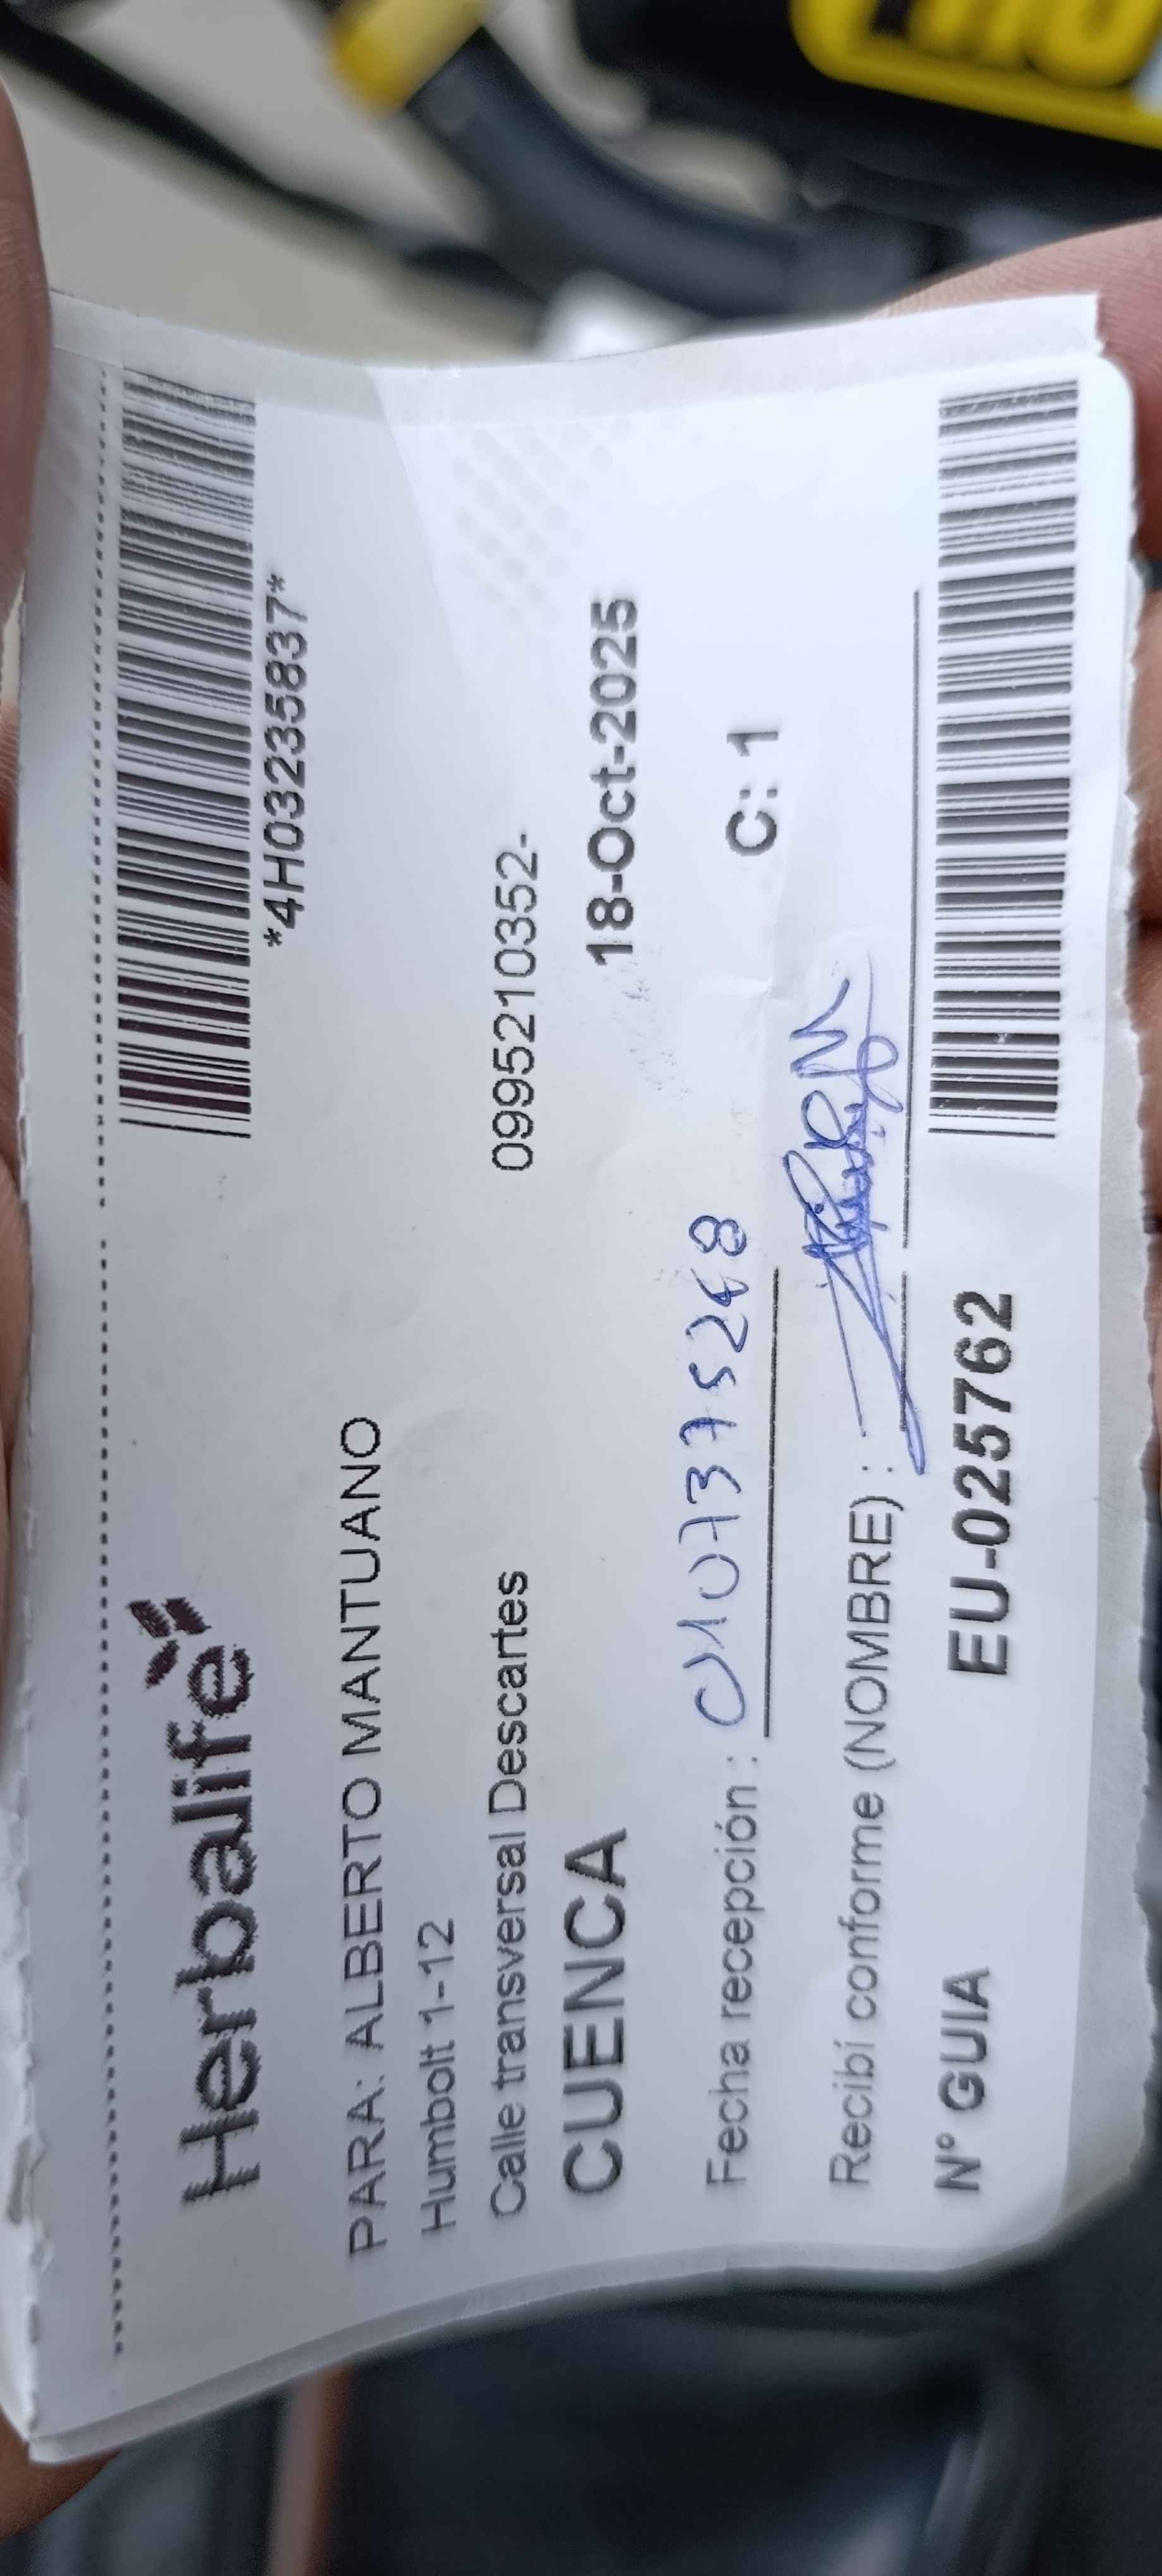 Herbalife
*4H03235837*
PARA: ALBERTO MANTUANO
Humbolt 1-12
Calle transversal Descartes 0995210352-
CUENCA 18-Oct-2025
Fecha recepción : 0107375268
C: 1
Recibí conforme (NOMBRE) :
Nº GUIA EU-025762